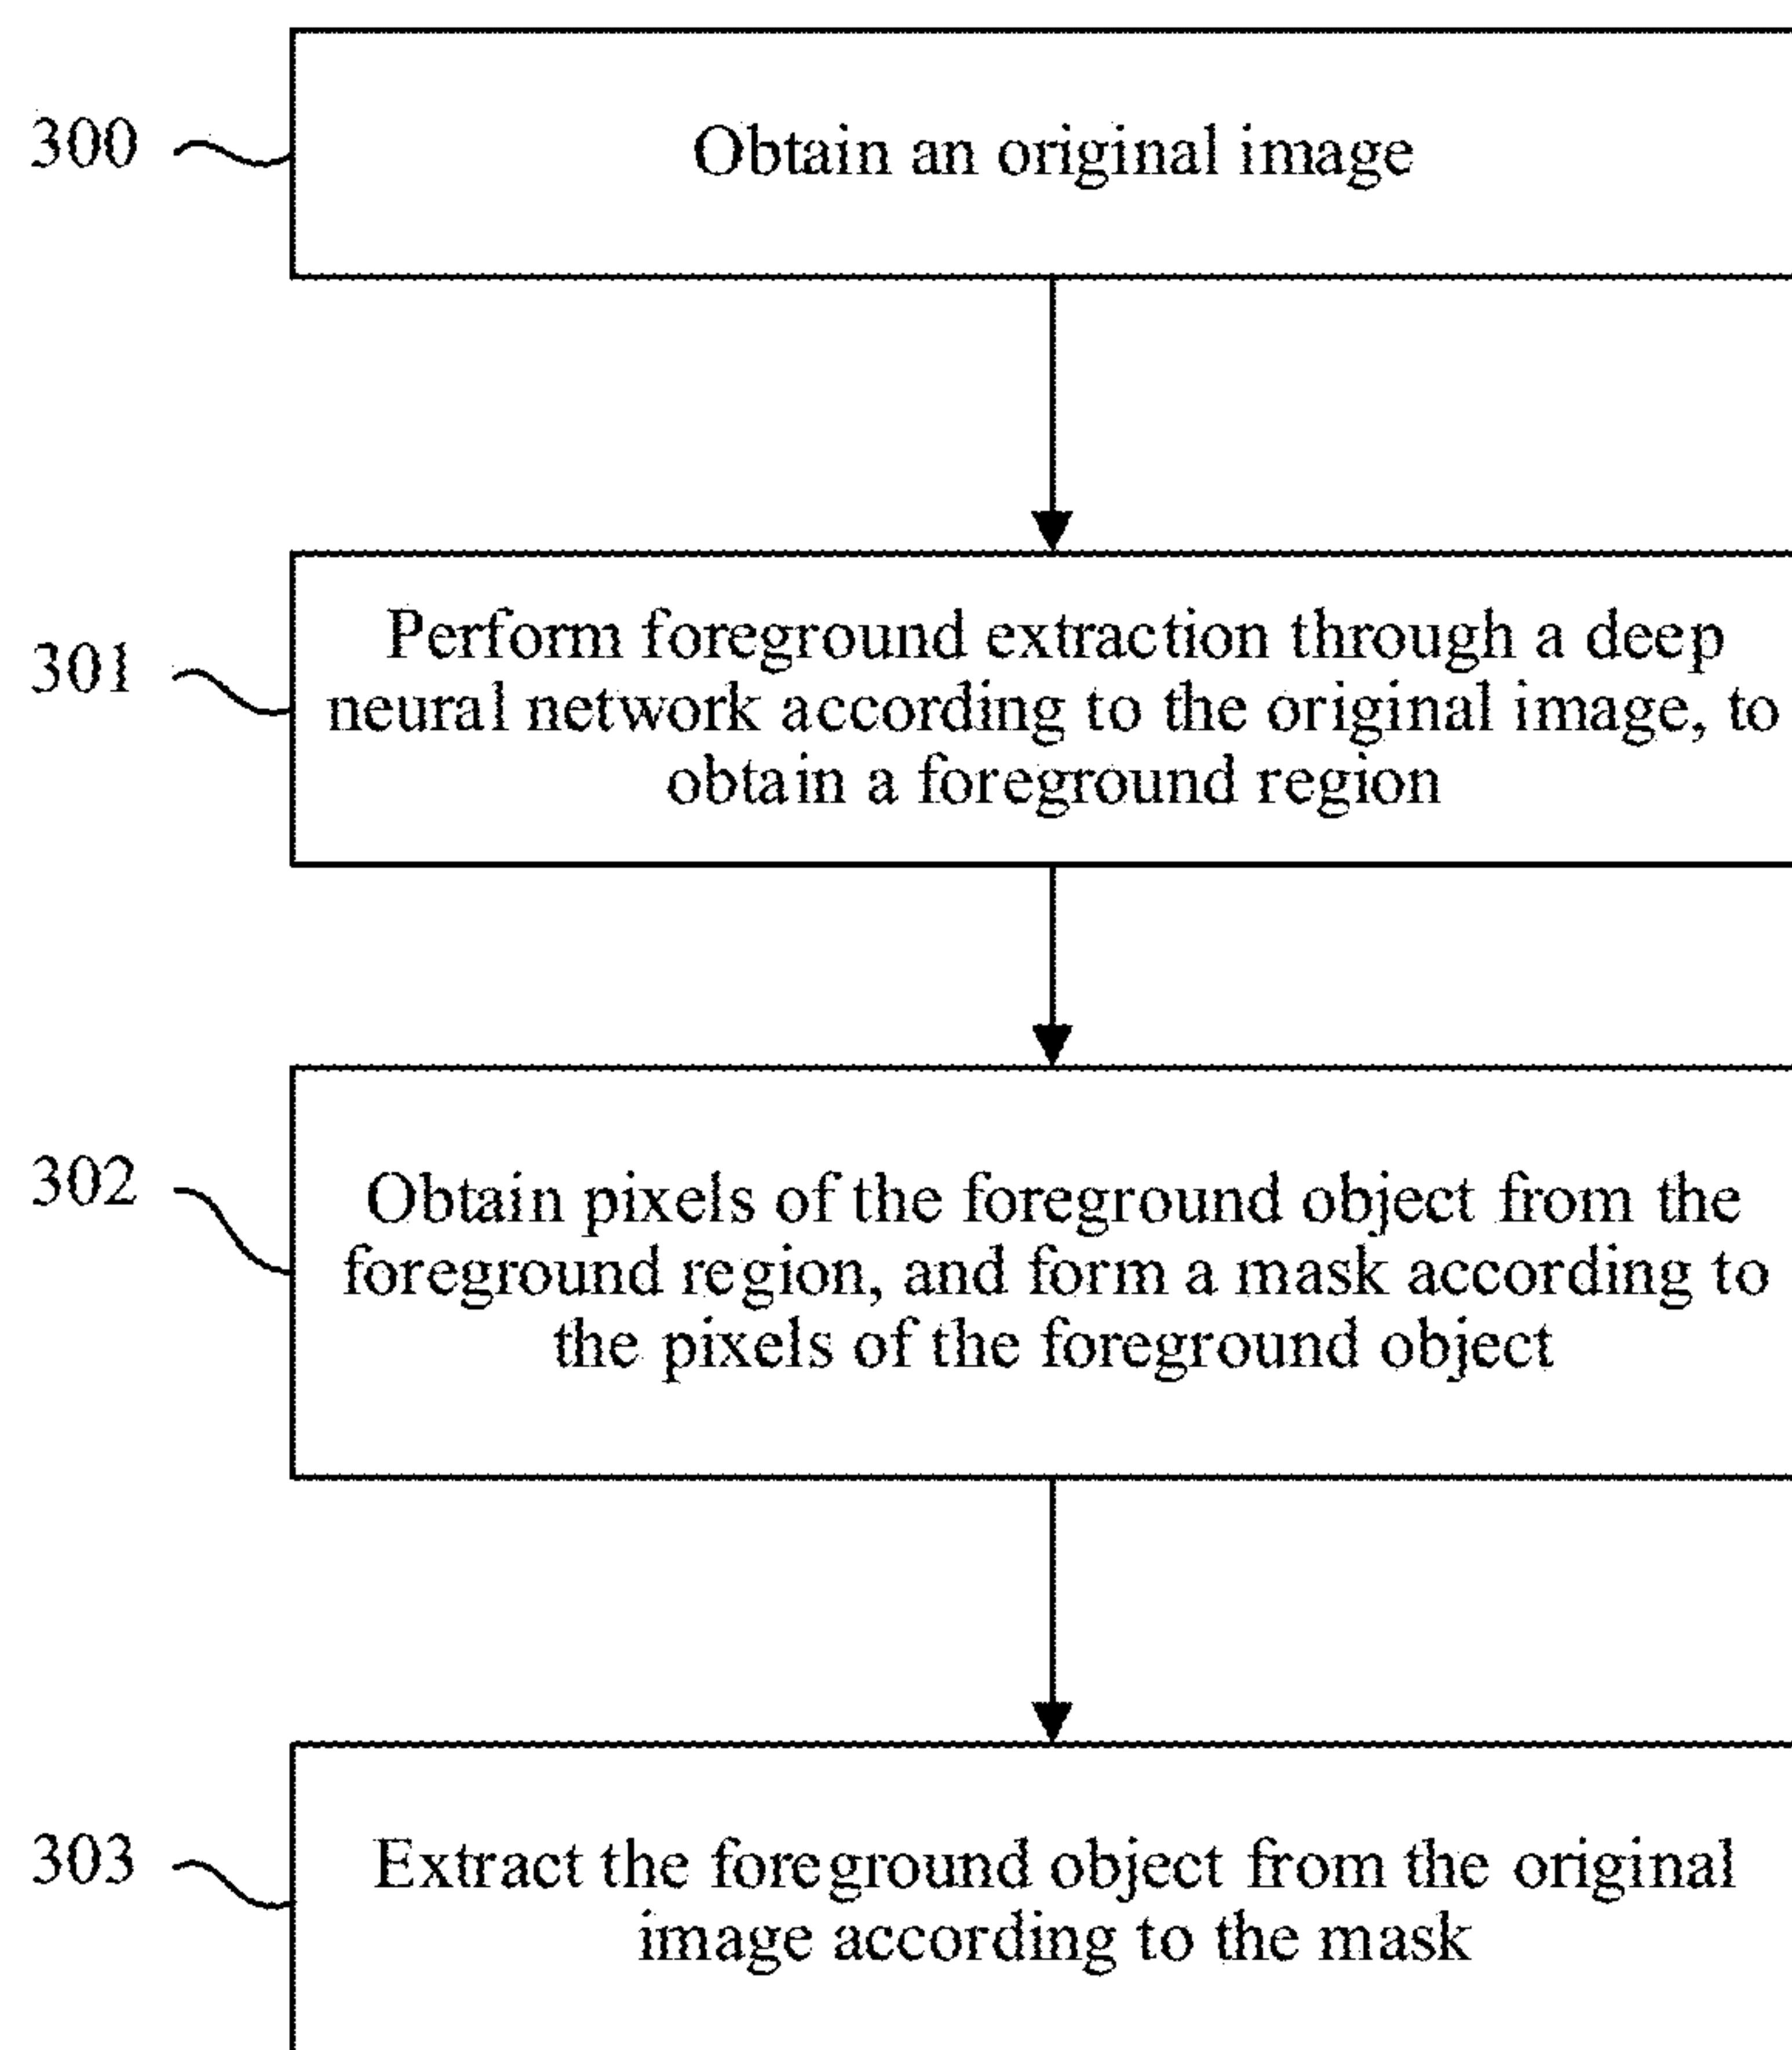 300
Obtain an original image
301
Perform foreground extraction through a deep
neural network according to the original image, to
obtain a foreground region
302
Obtain pixels of the foreground object from the
foreground region, and form a mask according to
the pixels of the foreground object
303
Extract the foreground object from the original
image according to the mask